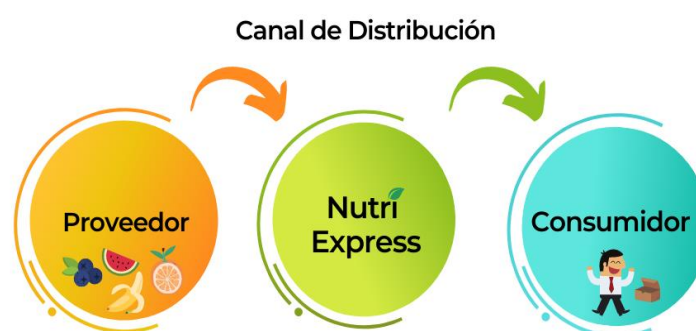 Canal de Distribución
Proveedor
Nutri
Express
Consumidor